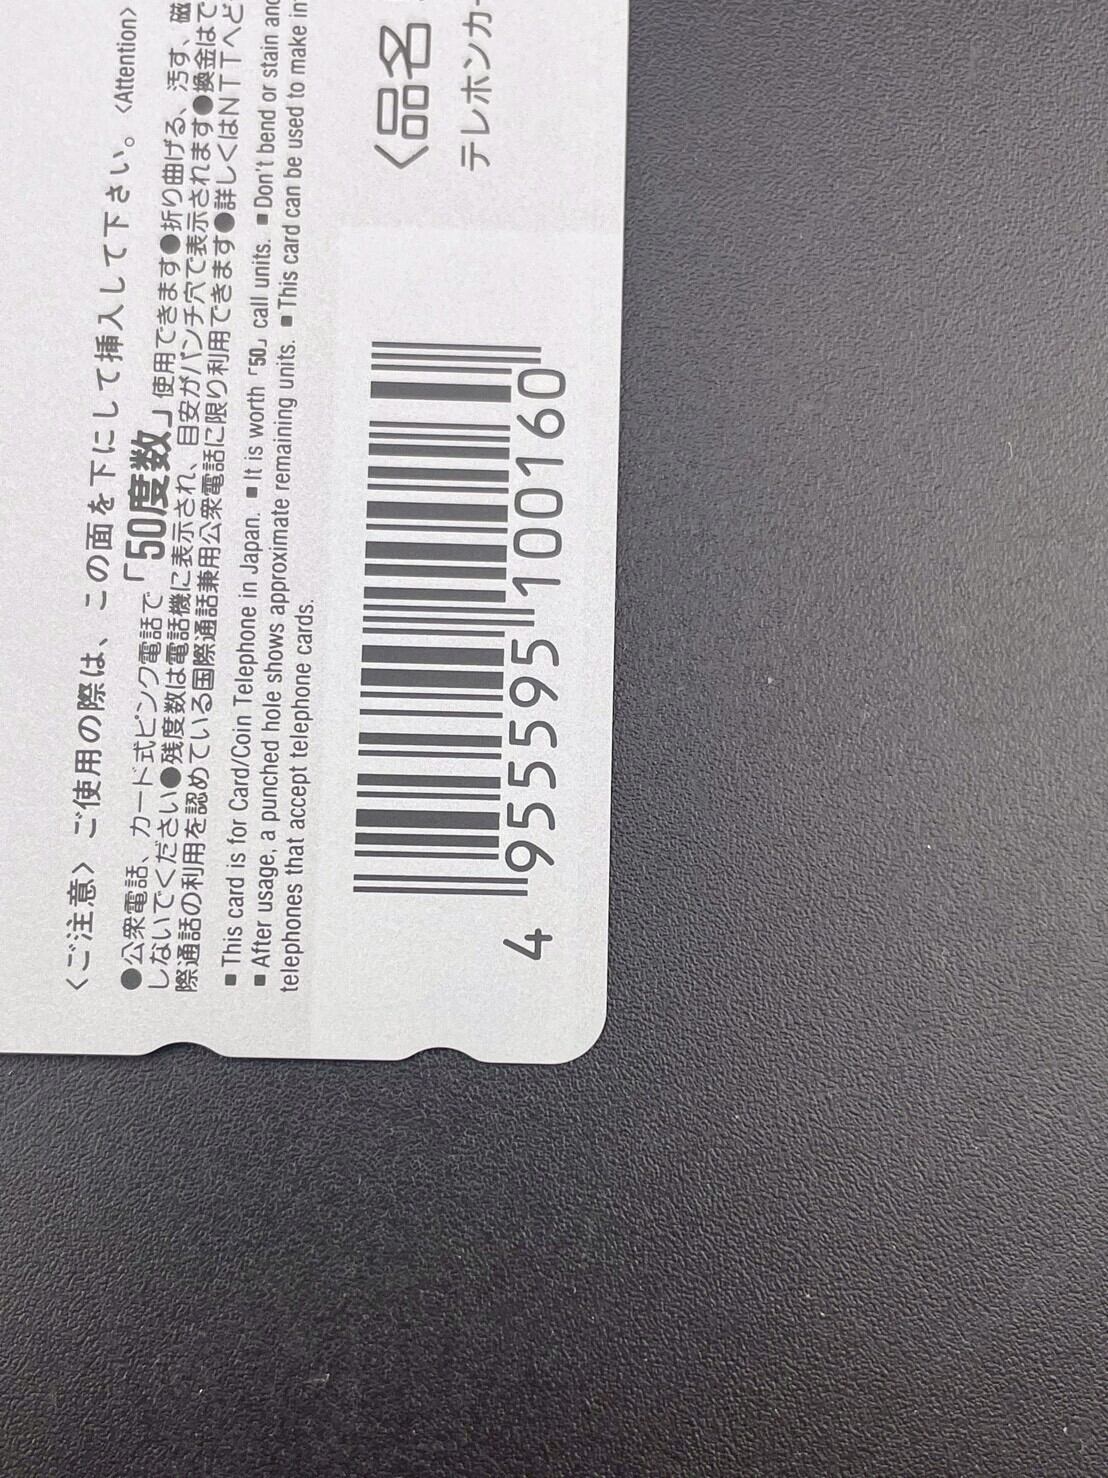 〈ご注意〉ご使用の際は、この面を下にして挿入して下さい。〈Attention〉
●公衆電話、カード式ピンク電話で「50度数」使用できます●折り曲げる、汚す、磁
しないでください●残度数は電話機に表示され、目安がパンチ穴で表示されます●換金はで
際通話の利用を認めている国際通話兼用公衆電話に限り利用できます●詳しくはNTTへど
■This card is for Card/Coin Telephone in Japan. ■It is worth「50」call units. ■Don't bend or stain and
■After usage, a punched hole shows approximate remaining units. ■This card can be used to make in
telephones that accept telephone cards.
〈品名
テレホンカ
4 955595 100160